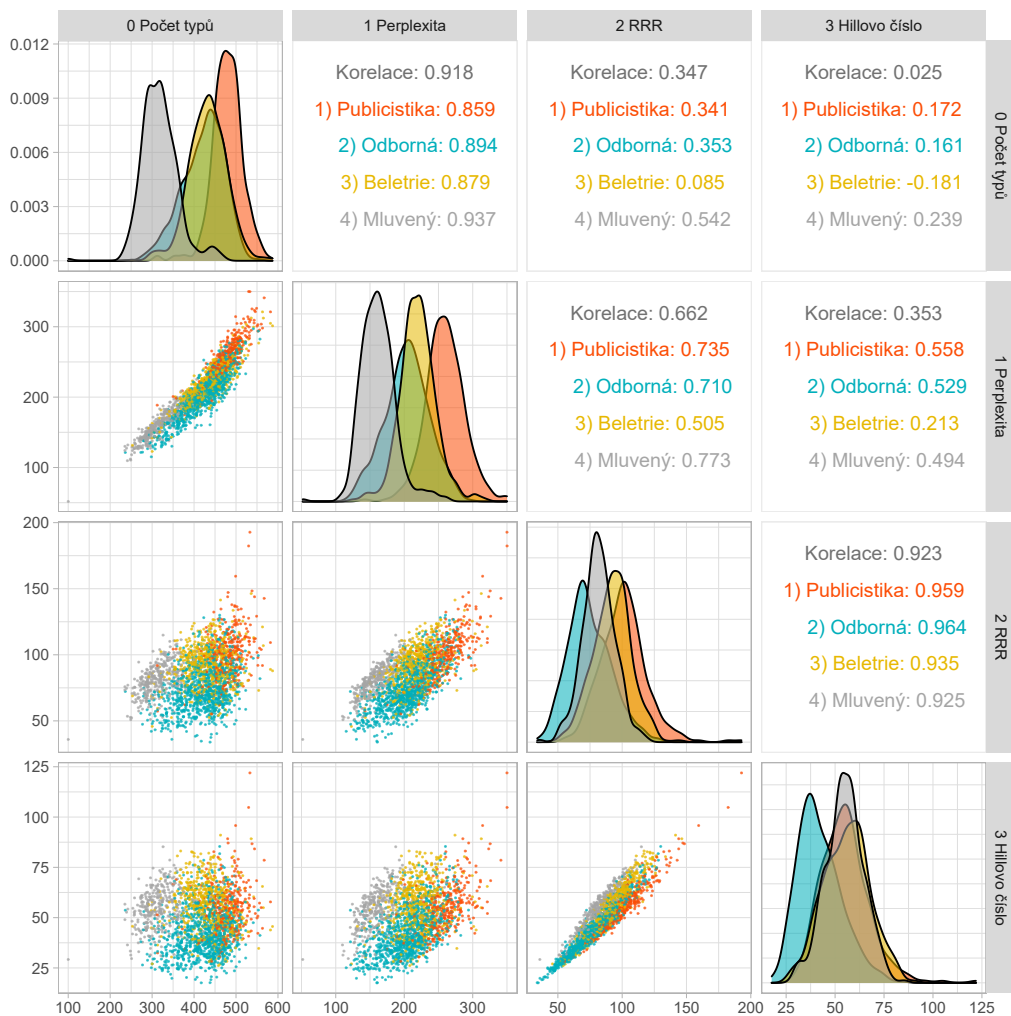 0 Počet typů
1 Perplexita
2 RRR
3 Hillovo číslo
0.012
0.009
0.006
0.003
0.000
Korelace: 0.918
1) Publicistika: 0.859
2) Odborná: 0.894
3) Beletrie: 0.879
4) Mluvený: 0.937
Korelace: 0.347
1) Publicistika: 0.341
2) Odborná: 0.353
3) Beletrie: 0.085
4) Mluvený: 0.542
Korelace: 0.025
1) Publicistika: 0.172
2) Odborná: 0.161
3) Beletrie: -0.181
4) Mluvený: 0.239
0 Počet typů
300
200
100
Korelace: 0.662
1) Publicistika: 0.735
2) Odborná: 0.710
3) Beletrie: 0.505
4) Mluvený: 0.773
Korelace: 0.353
1) Publicistika: 0.558
2) Odborná: 0.529
3) Beletrie: 0.213
4) Mluvený: 0.494
1 Perplexita
200
150
100
50
Korelace: 0.923
1) Publicistika: 0.959
2) Odborná: 0.964
3) Beletrie: 0.935
4) Mluvený: 0.925
2 RRR
125
100
75
50
25
3 Hillovo číslo
100 200 300 400 500 600
100 200 300
50 100 150 200
25 50 75 100 125